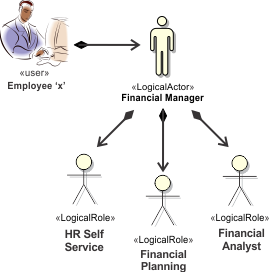 «user»
Employee ‘x’
«LogicalActor»
Financial Manager
«LogicalRole»
HR Self
Service
«LogicalRole»
Financial
Planning
«LogicalRole»
Financial
Analyst